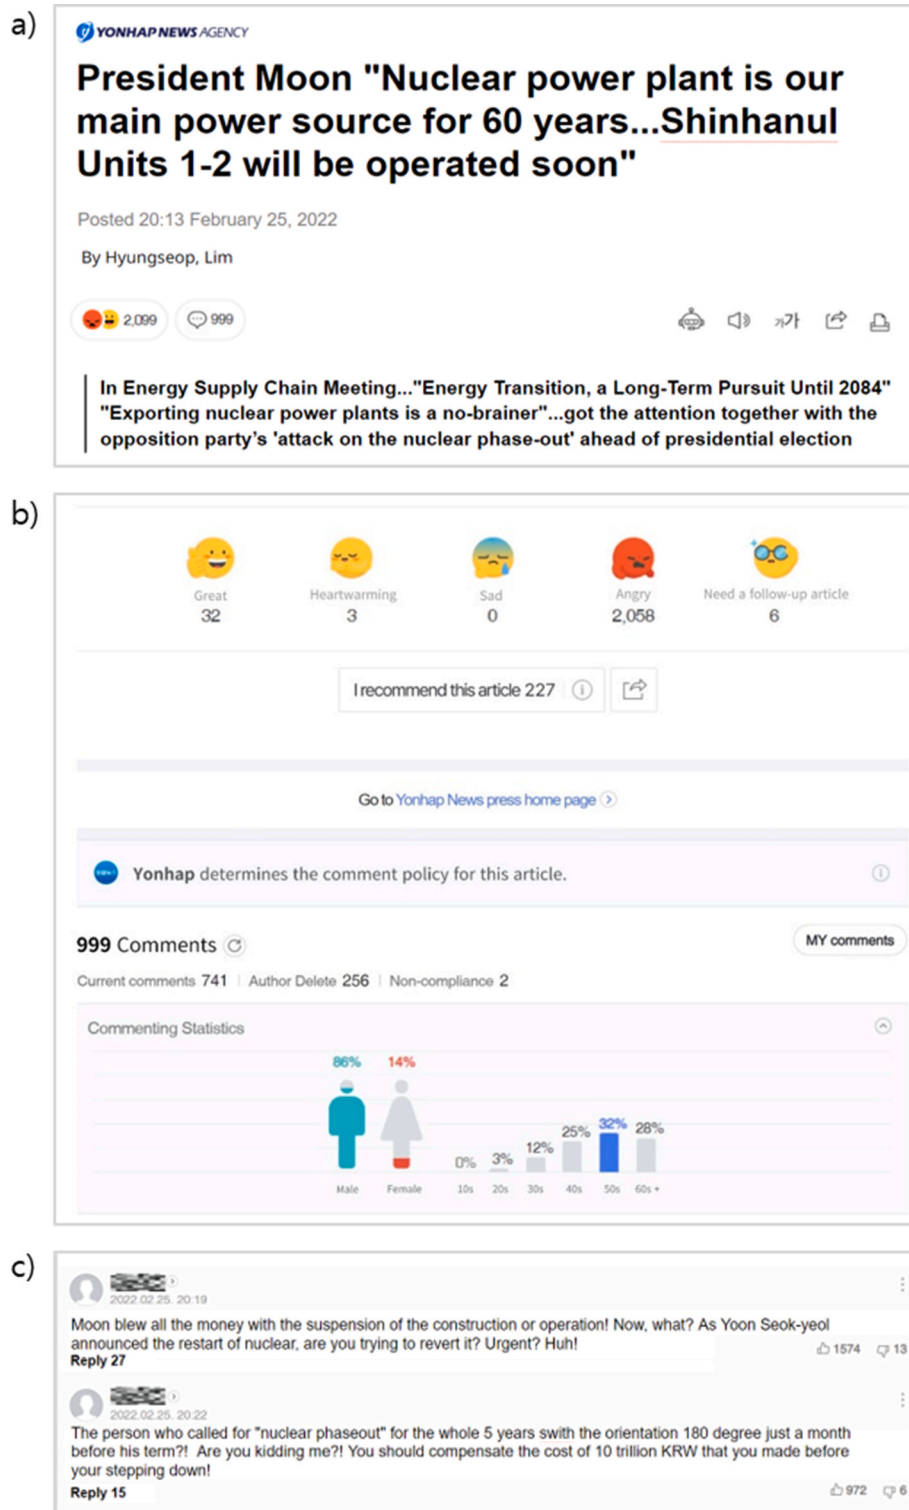 a)
YONHAP NEWS AGENCY
President Moon "Nuclear power plant is our
main power source for 60 years...Shinhanul
Units 1-2 will be operated soon"
Posted 20:13 February 25, 2022
By Hyungseop, Lim
2,099 999 가가
In Energy Supply Chain Meeting..."Energy Transition, a Long-Term Pursuit Until 2084"
"Exporting nuclear power plants is a no-brainer"...got the attention together with the
opposition party's 'attack on the nuclear phase-out' ahead of presidential election
b)
Great Heartwarming Sad Angry Need a follow-up article
32 3 0 2,058 6
I recommend this article 227
Go to Yonhap News press home page
Yonhap determines the comment policy for this article.
999 Comments MY comments
Current comments 741 | Author Delete 256 | Non-compliance 2
Commenting Statistics
86% 14%
0% 3% 12% 25% 32% 28%
Male Female 10s 20s 30s 40s 50s 60s +
c)
2022.02.25. 20:19
Moon blew all the money with the suspension of the construction or operation! Now, what? As Yoon Seok-yeol
announced the restart of nuclear, are you trying to revert it? Urgent? Huh!
1574 13
Reply 27
2022.02.25. 20:22
The person who called for "nuclear phaseout" for the whole 5 years swith the orientation 180 degree just a month
before his term?! Are you kidding me?! You should compensate the cost of 10 trillion KRW that you made before
your stepping down!
Reply 15 972 6